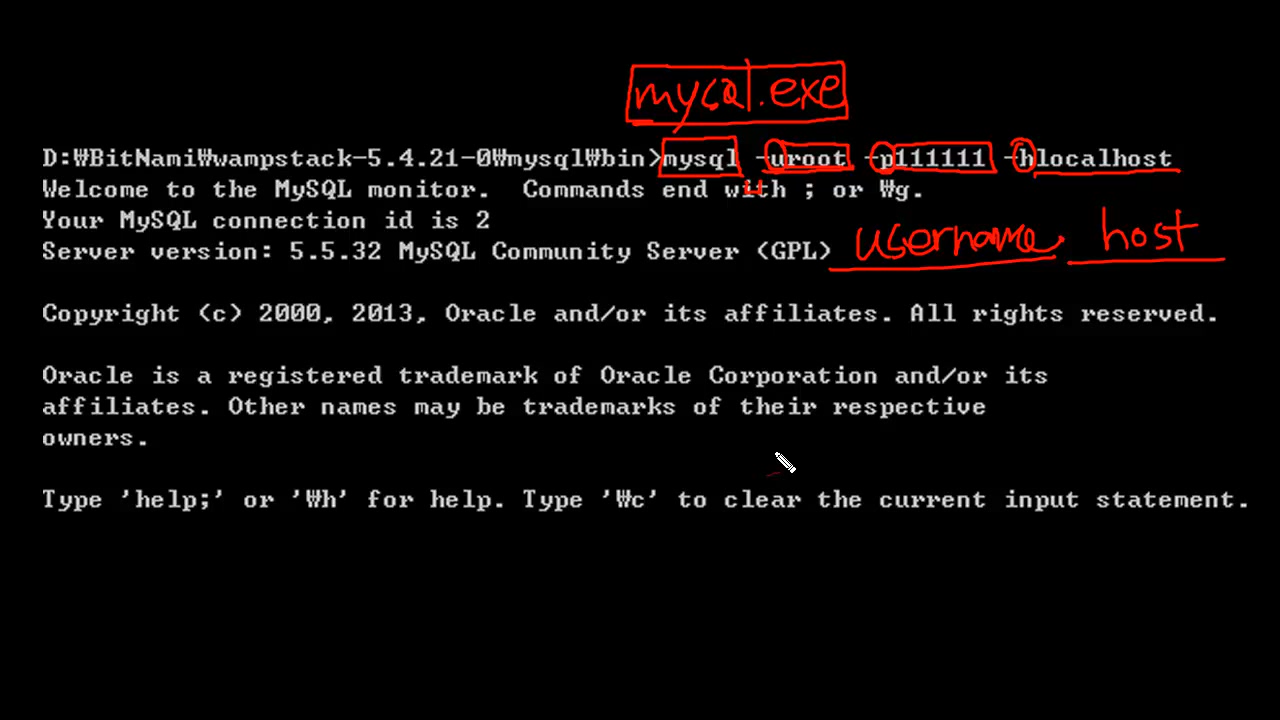 mysql.exe
D:₩BitNami₩wampstack-5.4.21-0₩mysql₩bin>mysql -uroot -p111111 -hlocalhost
Welcome to the MySQL monitor.  Commands end with ; or ₩g.
Your MySQL connection id is 2
Server version: 5.5.32 MySQL Community Server (GPL)
username host
Copyright (c) 2000, 2013, Oracle and/or its affiliates. All rights reserved.
Oracle is a registered trademark of Oracle Corporation and/or its
affiliates. Other names may be trademarks of their respective
owners.
Type 'help;' or '₩h' for help. Type '₩c' to clear the current input statement.